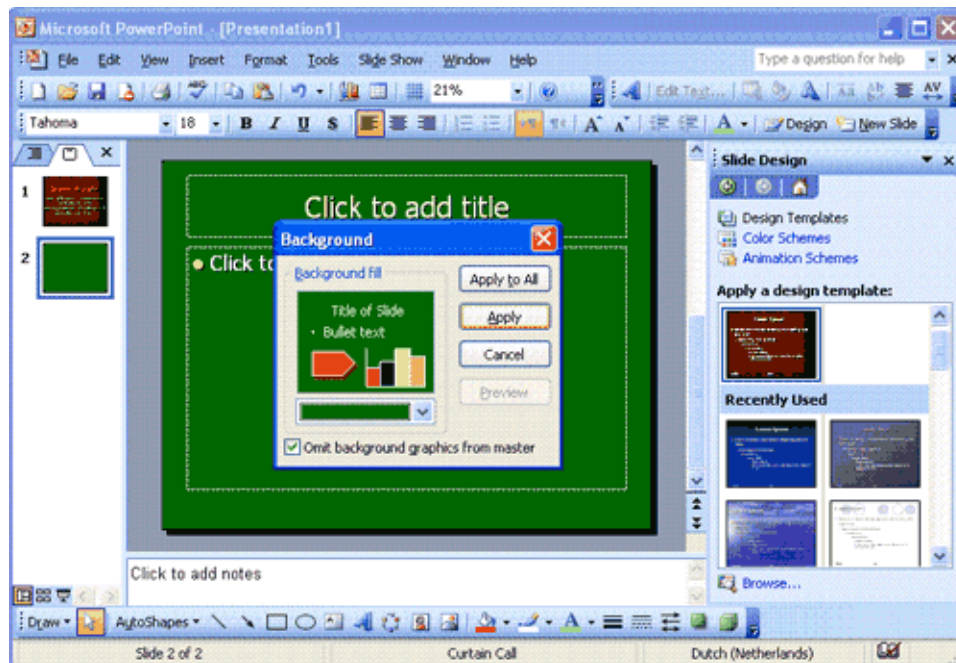 Microsoft PowerPoint - [Presentation1]
File Edit View Insert Format Tools Slide Show Window Help Type a question for help
21% Edit Text...
Tahoma 18 B I U S Design New Slide
1
2
Click to add title
Click to
Background
Background fill
Title of Slide
• Bullet text
Apply to All
Apply
Cancel
Preview
Omit background graphics from master
Click to add notes
Slide Design
Design Templates
Color Schemes
Animation Schemes
Apply a design template:
Recently Used
Browse...
Draw AutoShapes
Slide 2 of 2 Curtain Call Dutch (Netherlands)